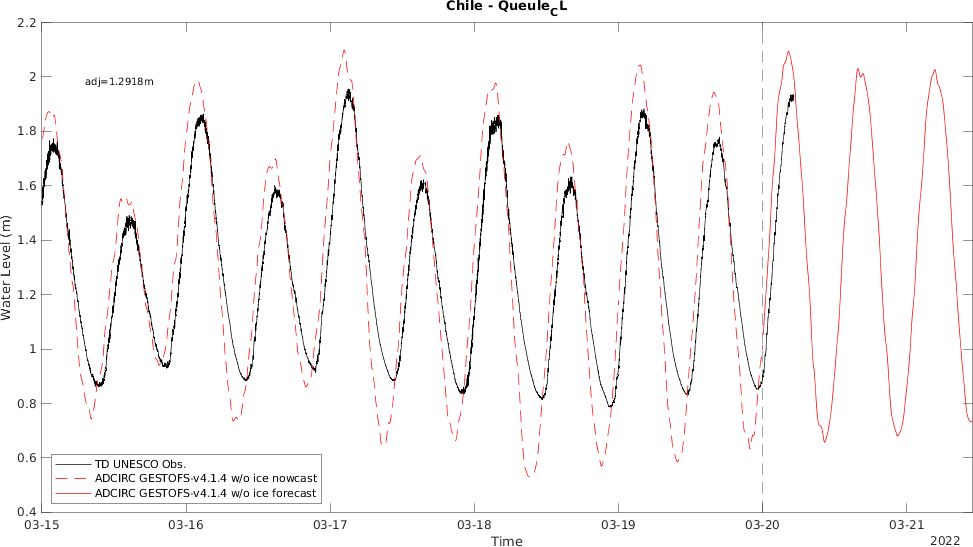 Chile - Queule_CL
2.2
2
1.8
1.6
1.4
1.2
1
0.8
0.6
0.4
Water Level (m)
adj=1.2918m
TD UNESCO Obs.
ADCIRC GESTOFS-v4.1.4 w/o ice nowcast
ADCIRC GESTOFS-v4.1.4 w/o ice forecast
03-15 03-16 03-17 03-18 03-19 03-20 03-21
Time
2022